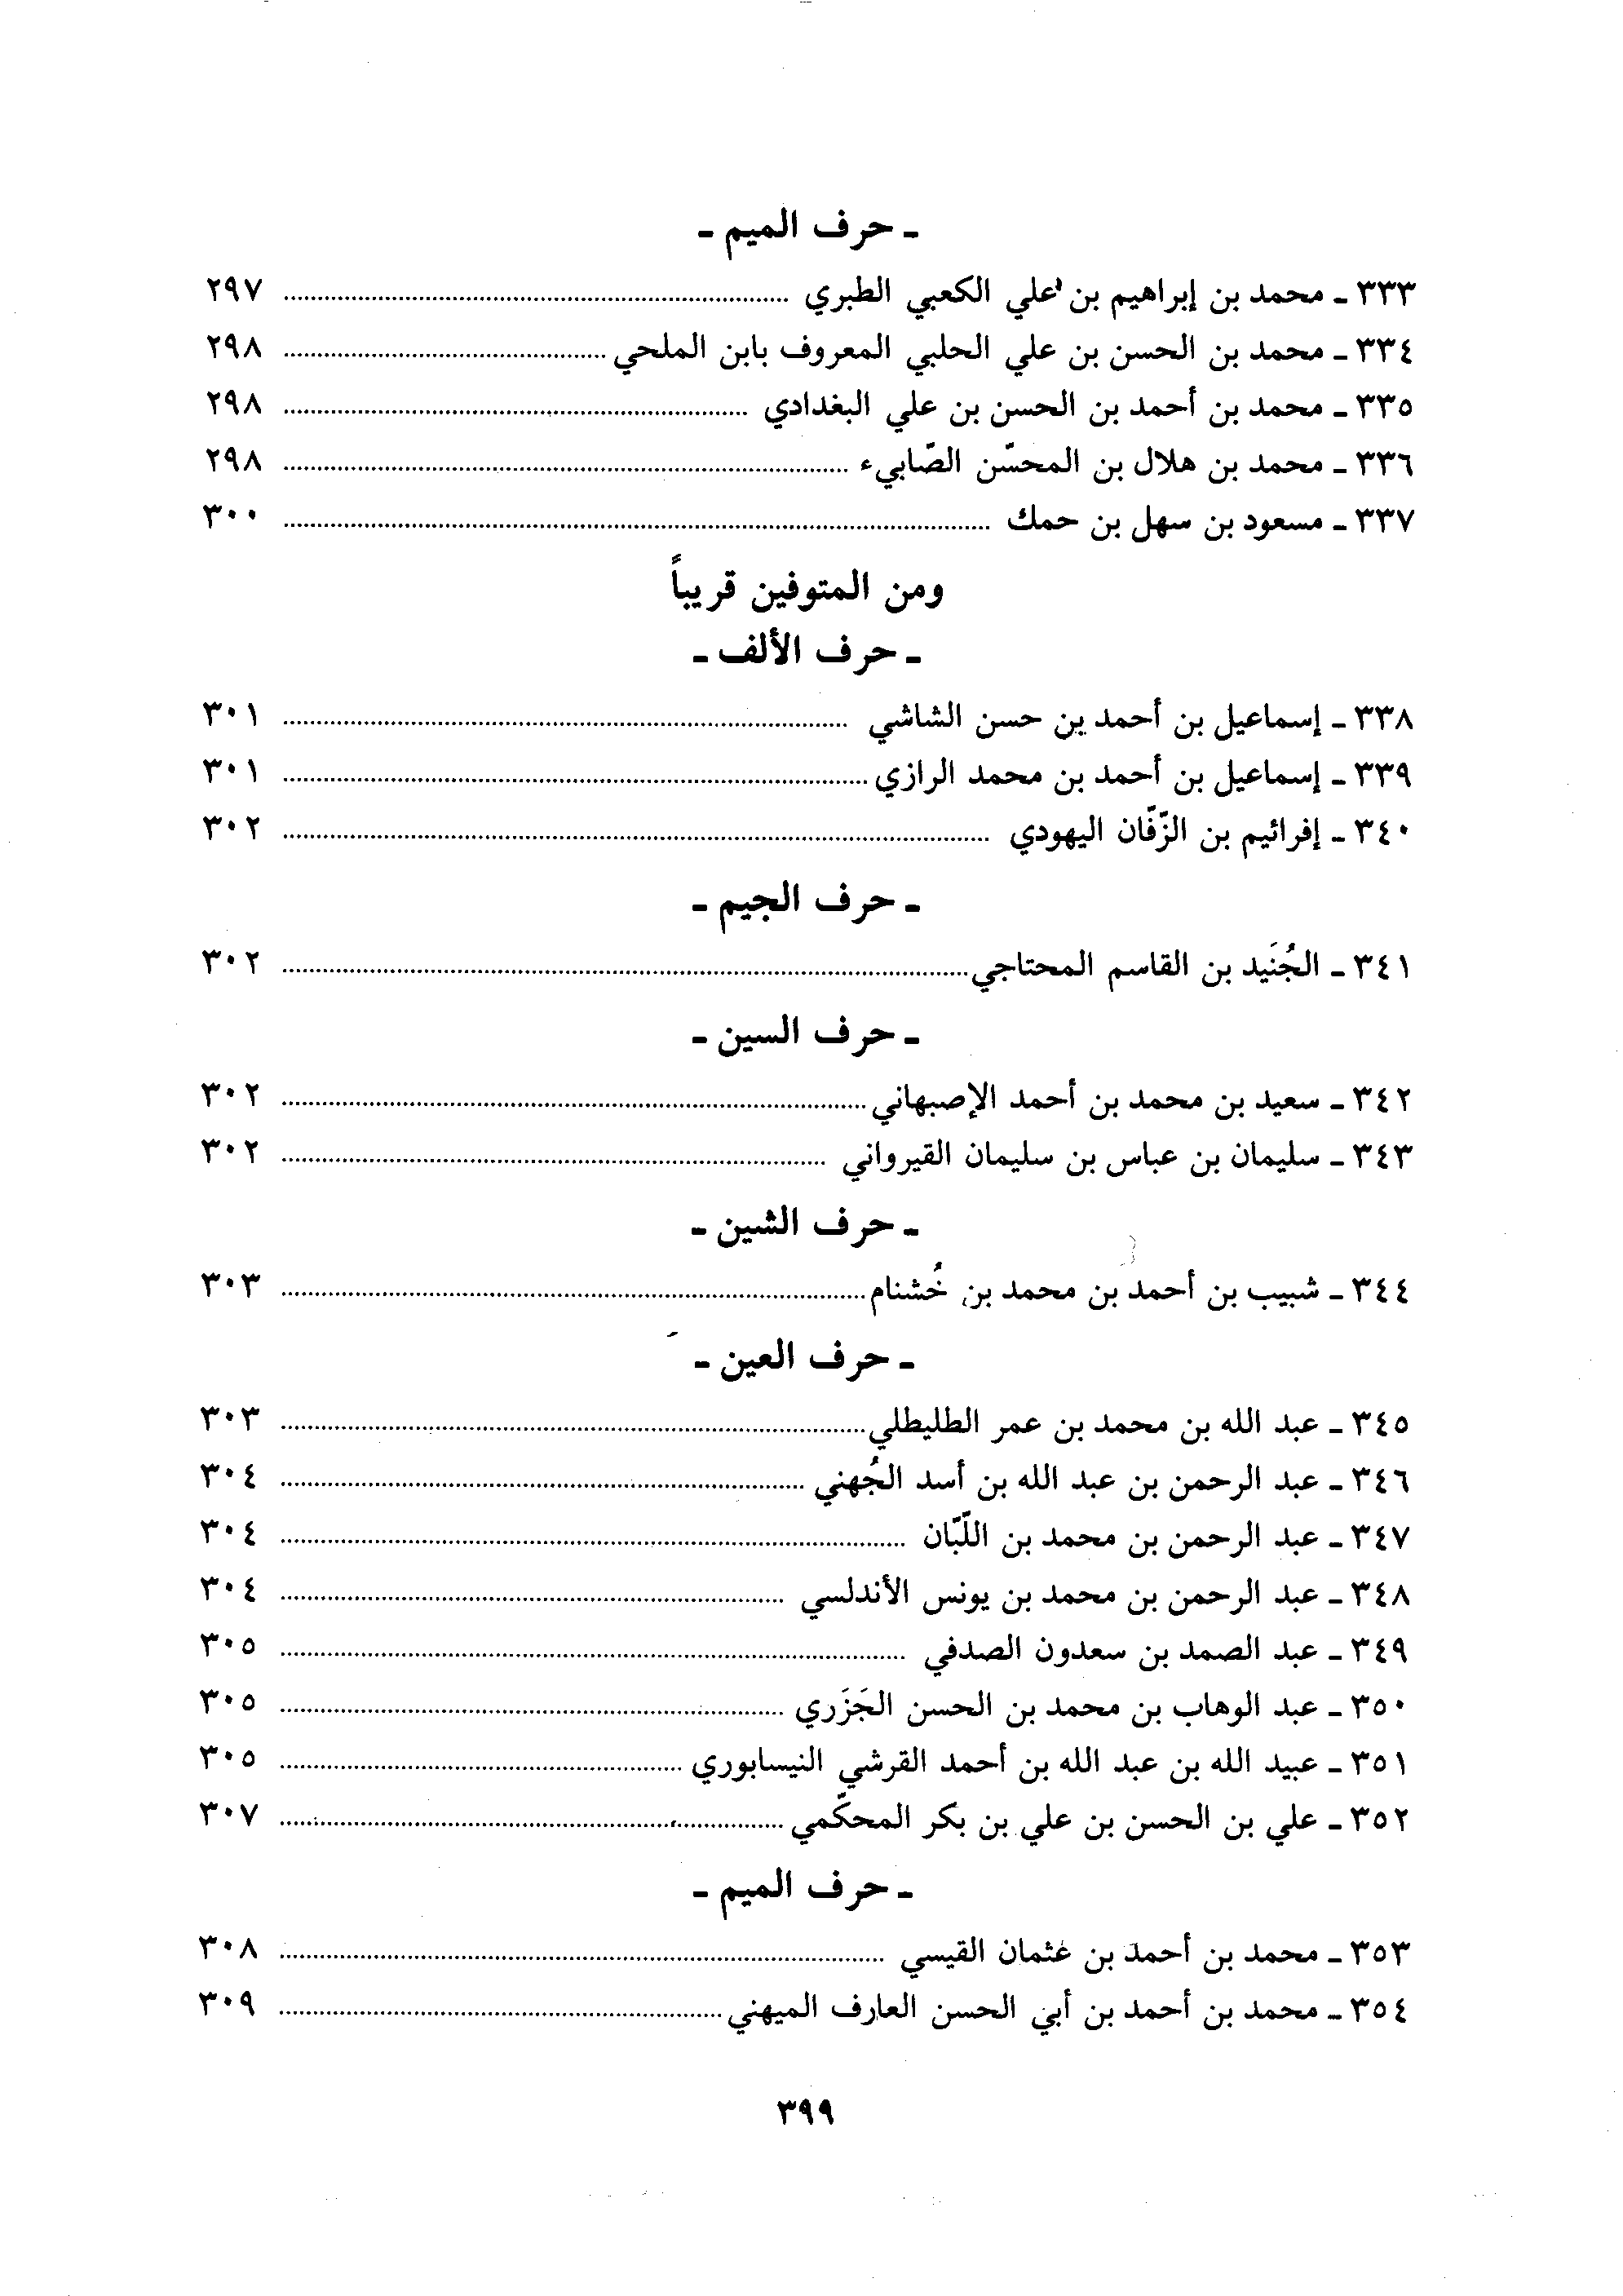 ـ حرف الميم ـ
٣٣٣ ـ محمد بن إبراهيم بن علي الكعبي الطبري ........ ٢٩٧
٣٣٤ ـ محمد بن الحسن بن علي الحلبي المعروف بابن الملحي ........ ٢٩٨
٣٣٥ ـ محمد بن أحمد بن الحسن بن علي البغدادي ........ ٢٩٨
٣٣٦ ـ محمد بن هلال بن المحسّن الصّابيء ........ ٢٩٨
٣٣٧ ـ مسعود بن سهل بن حمك ........ ٣٠٠
ومن المتوفين قريباً
ـ حرف الألف ـ
٣٣٨ ـ إسماعيل بن أحمد بن حسن الشاشي ........ ٣٠١
٣٣٩ ـ إسماعيل بن أحمد بن محمد الرازي ........ ٣٠١
٣٤٠ ـ إفرائيم بن الزّفّان اليهودي ........ ٣٠٢
ـ حرف الجيم ـ
٣٤١ ـ الجُنَيد بن القاسم المحتاجي ........ ٣٠٢
ـ حرف السين ـ
٣٤٢ ـ سعيد بن محمد بن أحمد الإصبهاني ........ ٣٠٢
٣٤٣ ـ سليمان بن عباس بن سليمان القيرواني ........ ٣٠٢
ـ حرف الشين ـ
٣٤٤ ـ شبيب بن أحمد بن محمد بن خُشنام ........ ٣٠٣
ـ حرف العين ـ
٣٤٥ ـ عبد الله بن محمد بن عمر الطليطلي ........ ٣٠٣
٣٤٦ ـ عبد الرحمن بن عبد الله بن أسد الجُهني ........ ٣٠٤
٣٤٧ ـ عبد الرحمن بن محمد بن اللّبّان ........ ٣٠٤
٣٤٨ ـ عبد الرحمن بن محمد بن يونس الأندلسي ........ ٣٠٤
٣٤٩ ـ عبد الصمد بن سعدون الصدفي ........ ٣٠٥
٣٥٠ ـ عبد الوهاب بن محمد بن الحسن الجَزَري ........ ٣٠٥
٣٥١ ـ عبيد الله بن عبد الله بن أحمد القرشي النيسابوري ........ ٣٠٥
٣٥٢ ـ علي بن الحسن بن علي بن بكر المحكّمي ........ ٣٠٧
ـ حرف الميم ـ
٣٥٣ ـ محمد بن أحمد بن عثمان القيسي ........ ٣٠٨
٣٥٤ ـ محمد بن أحمد بن أبي الحسن العارف الميهني ........ ٣٠٩
٣٩٩